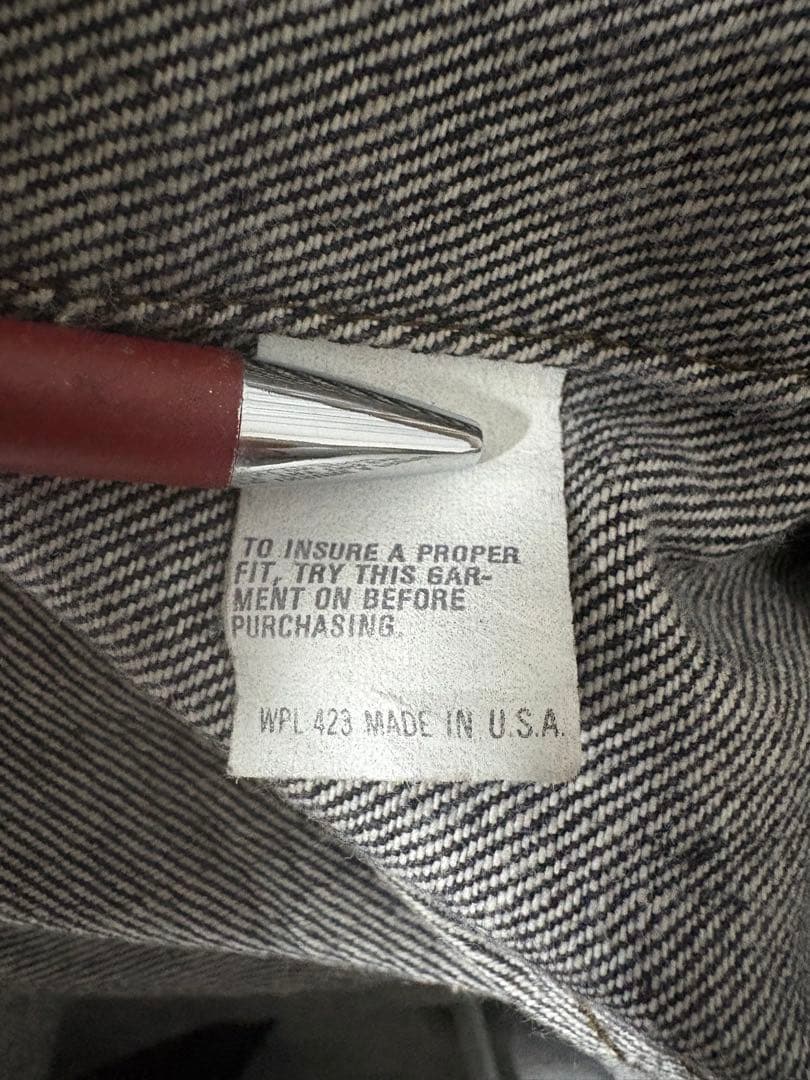 TO INSURE A PROPER
FIT, TRY THIS GAR-
MENT ON BEFORE
PURCHASING.
WPL 423 MADE IN U.S.A.